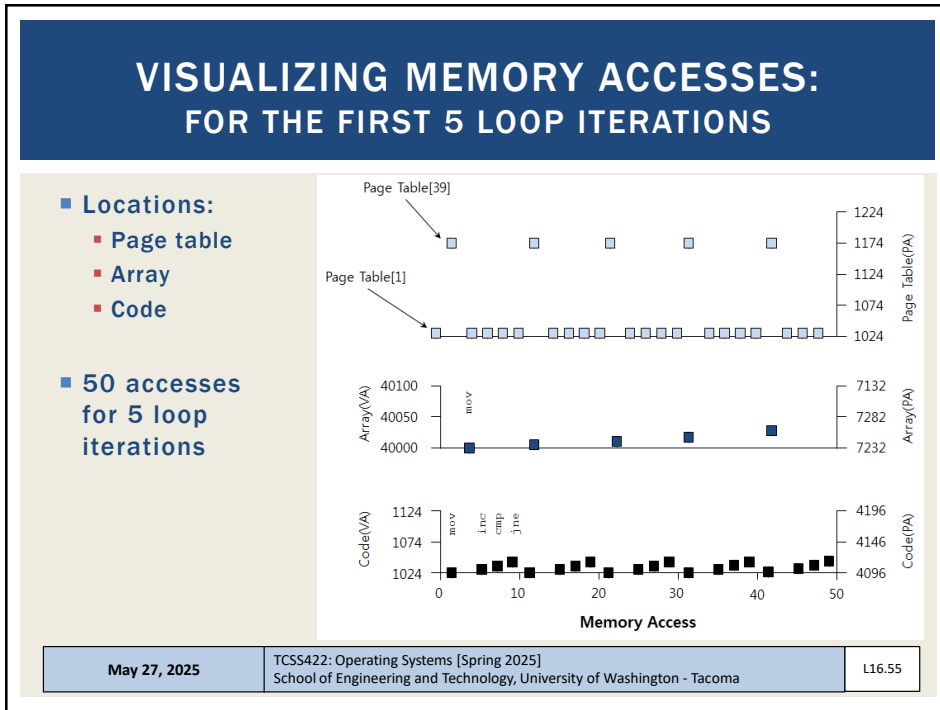 VISUALIZING MEMORY ACCESSES:
FOR THE FIRST 5 LOOP ITERATIONS
Locations:
Page table
Array
Code
50 accesses
for 5 loop
iterations
Page Table[39]
Page Table[1]
1224
1174
1124
1074
1024
Page Table(PA)
40100
40050
40000
Array(VA)
mov
7132
7282
7232
Array(PA)
1124
1074
1024
Code(VA)
mov
inc
cmp
jne
4196
4146
4096
Code(PA)
0 10 20 30 40 50
Memory Access
May 27, 2025
TCSS422: Operating Systems [Spring 2025]
School of Engineering and Technology, University of Washington - Tacoma
L16.55